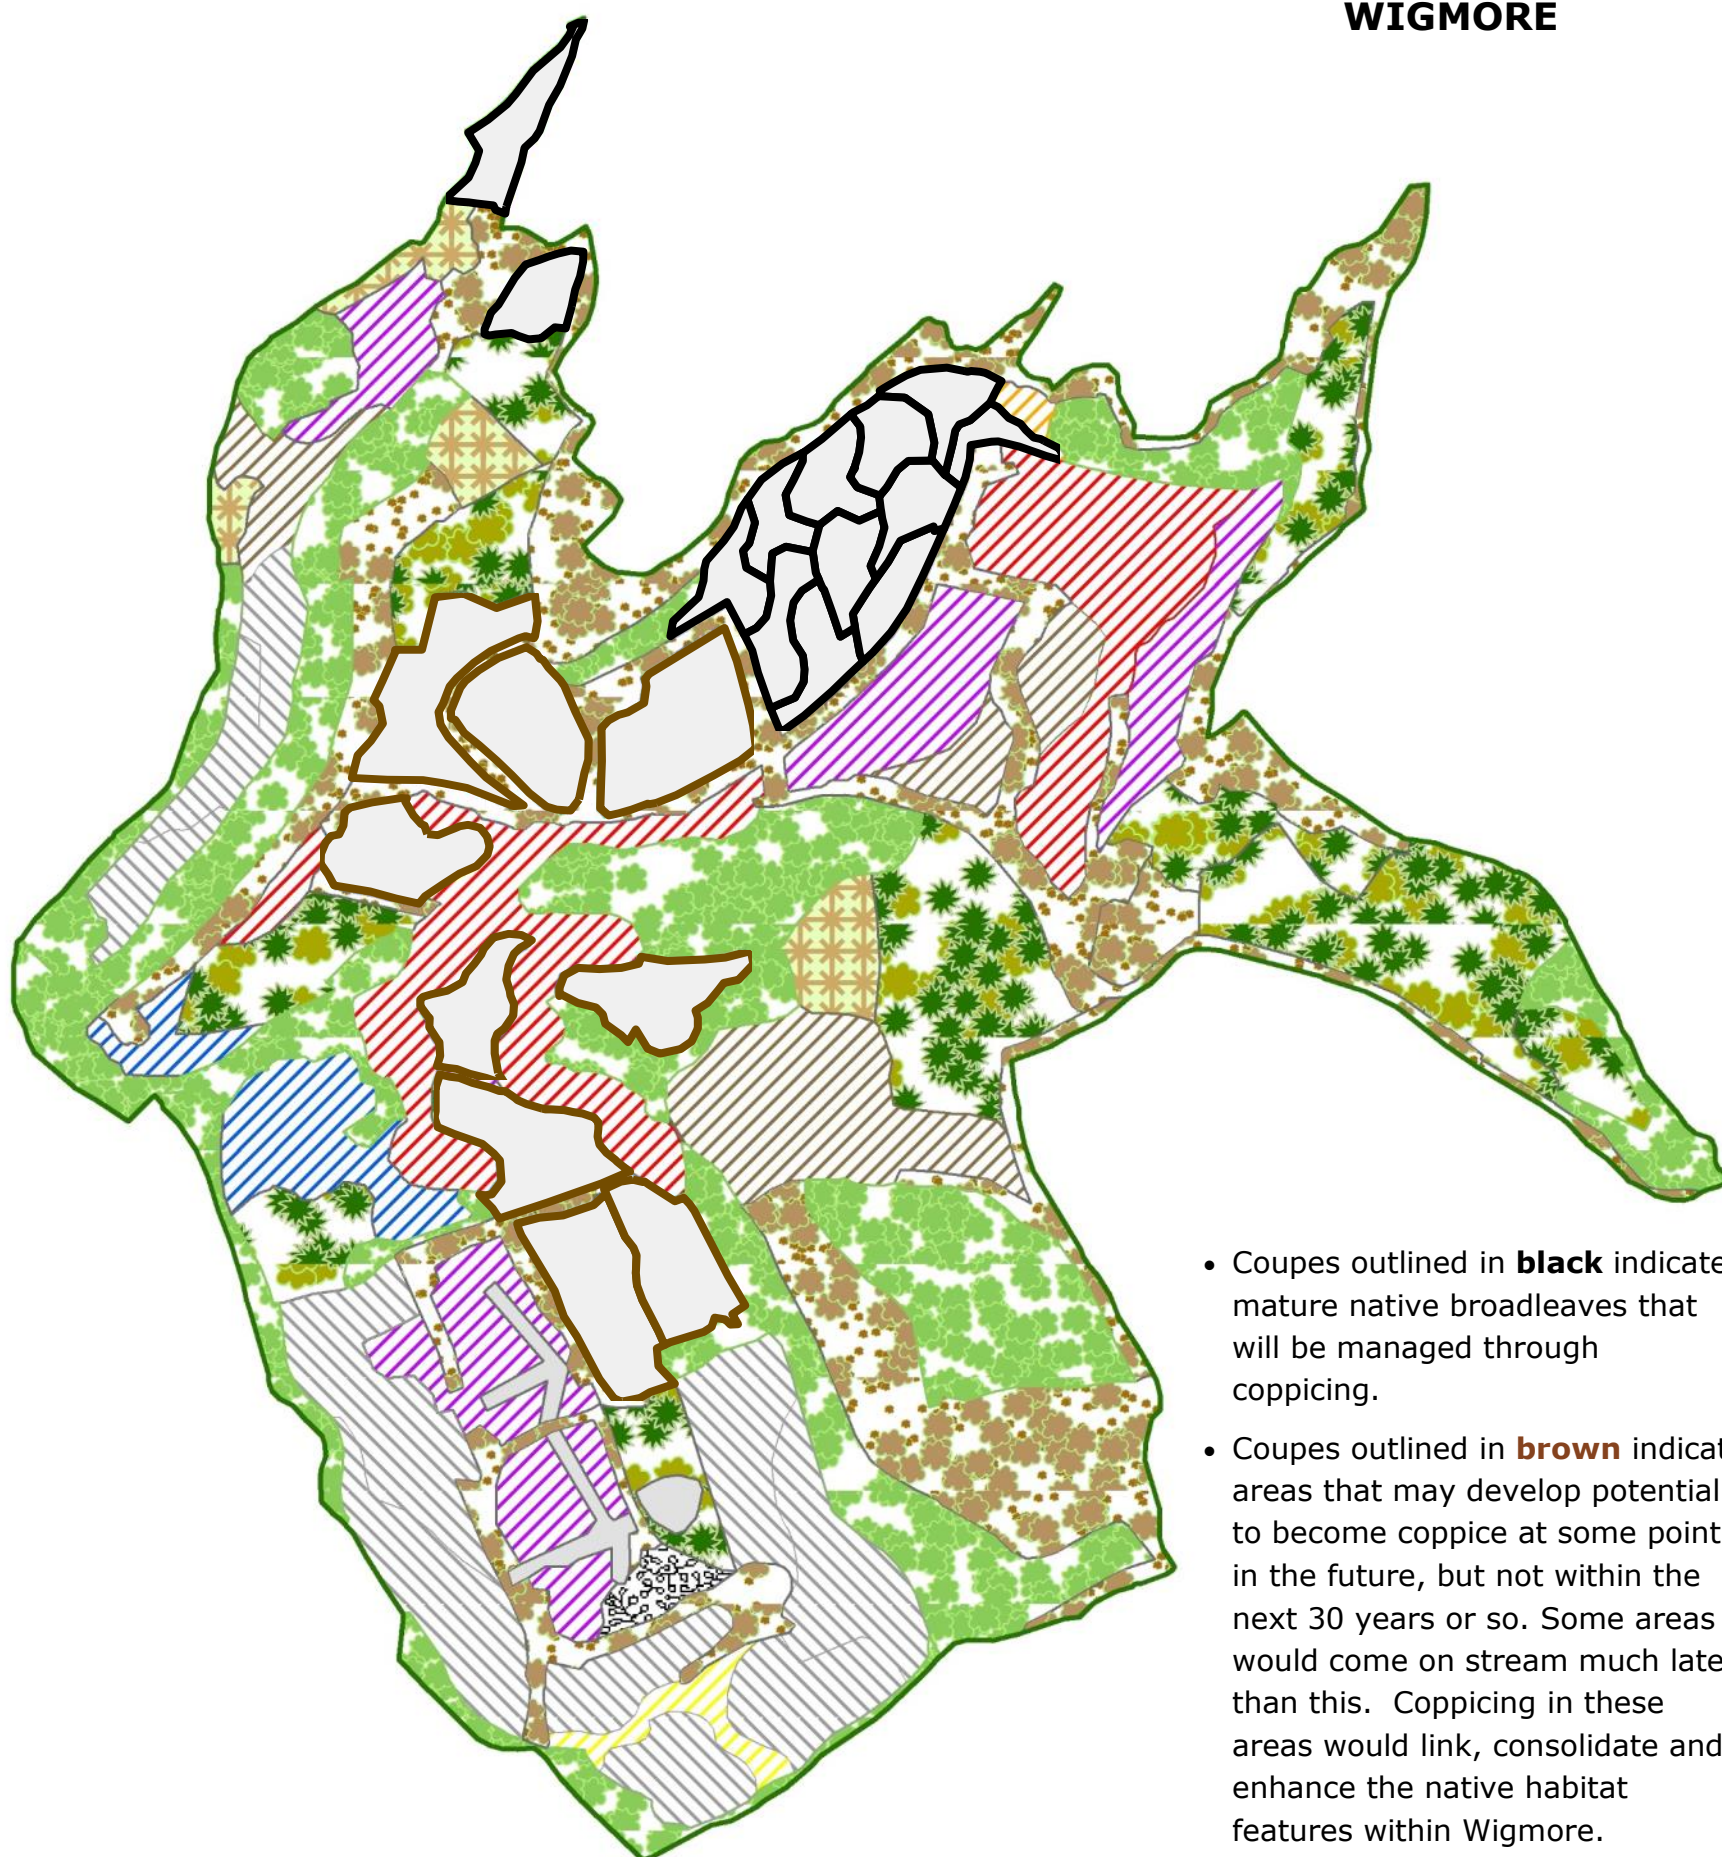 WIGMORE
• Coupes outlined in black indicate
mature native broadleaves that
will be managed through
coppicing.
• Coupes outlined in brown indicat
areas that may develop potential
to become coppice at some point
in the future, but not within the
next 30 years or so. Some areas
would come on stream much late
than this. Coppicing in these
areas would link, consolidate and
enhance the native habitat
features within Wigmore.